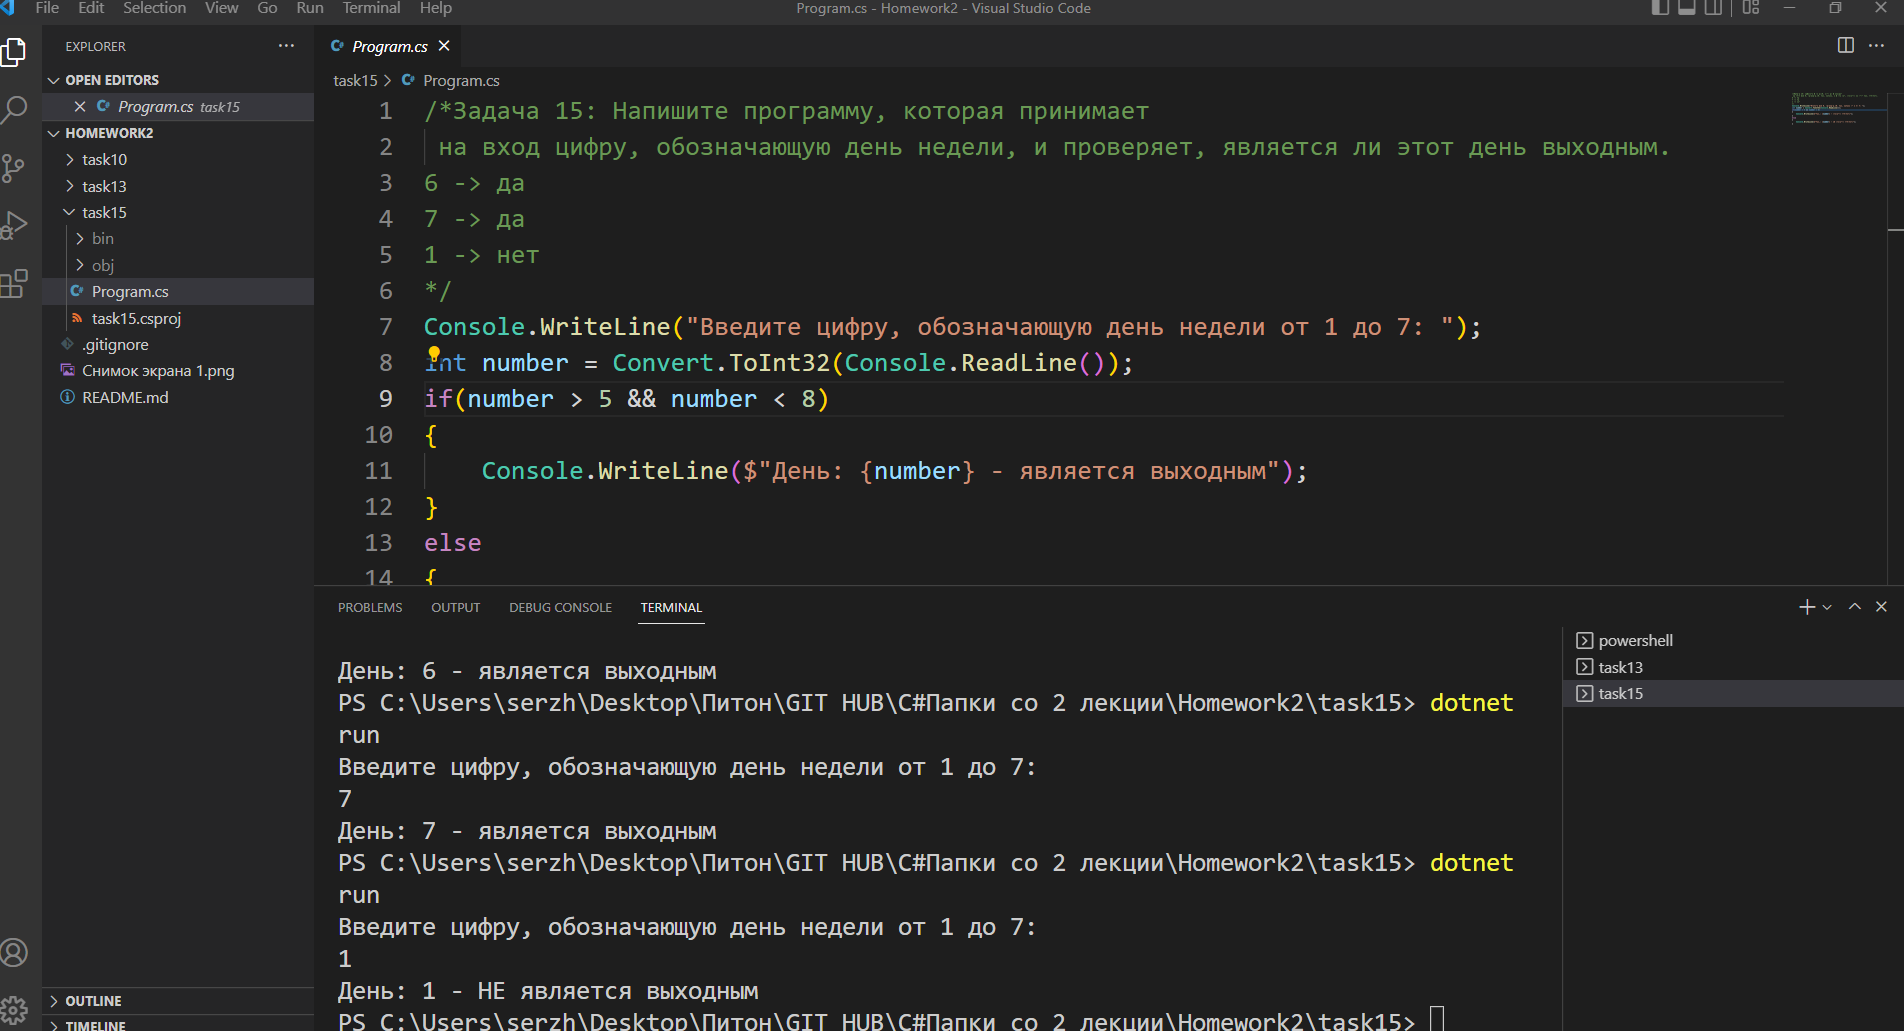 File Edit Selection View Go Run Terminal Help
Program.cs - Homework2 - Visual Studio Code
EXPLORER
OPEN EDITORS
Program.cs task15
HOMEWORK2
task10
task13
task15
bin
obj
Program.cs
task15.csproj
.gitignore
Снимок экрана 1.png
README.md
OUTLINE
TIMELINE
Program.cs
task15 > Program.cs
1 /*Задача 15: Напишите программу, которая принимает
2 на вход цифру, обозначающую день недели, и проверяет, является ли этот день выходным.
3 6 -> да
4 7 -> да
5 1 -> нет
6 */
7 Console.WriteLine("Введите цифру, обозначающую день недели от 1 до 7: ");
8 int number = Convert.ToInt32(Console.ReadLine());
9 if(number > 5 && number < 8)
10 {
11 Console.WriteLine($"День: {number} - является выходным");
12 }
13 else
14 {
PROBLEMS OUTPUT DEBUG CONSOLE TERMINAL
День: 6 - является выходным
PS C:\Users\serzh\Desktop\Питон\GIT HUB\C#Папки со 2 лекции\Homework2\task15> dotnet
run
Введите цифру, обозначающую день недели от 1 до 7:
7
День: 7 - является выходным
PS C:\Users\serzh\Desktop\Питон\GIT HUB\C#Папки со 2 лекции\Homework2\task15> dotnet
run
Введите цифру, обозначающую день недели от 1 до 7:
1
День: 1 - НЕ является выходным
PS C:\Users\serzh\Desktop\Питон\GIT HUB\C#Папки со 2 лекции\Homework2\task15>
powershell
task13
task15